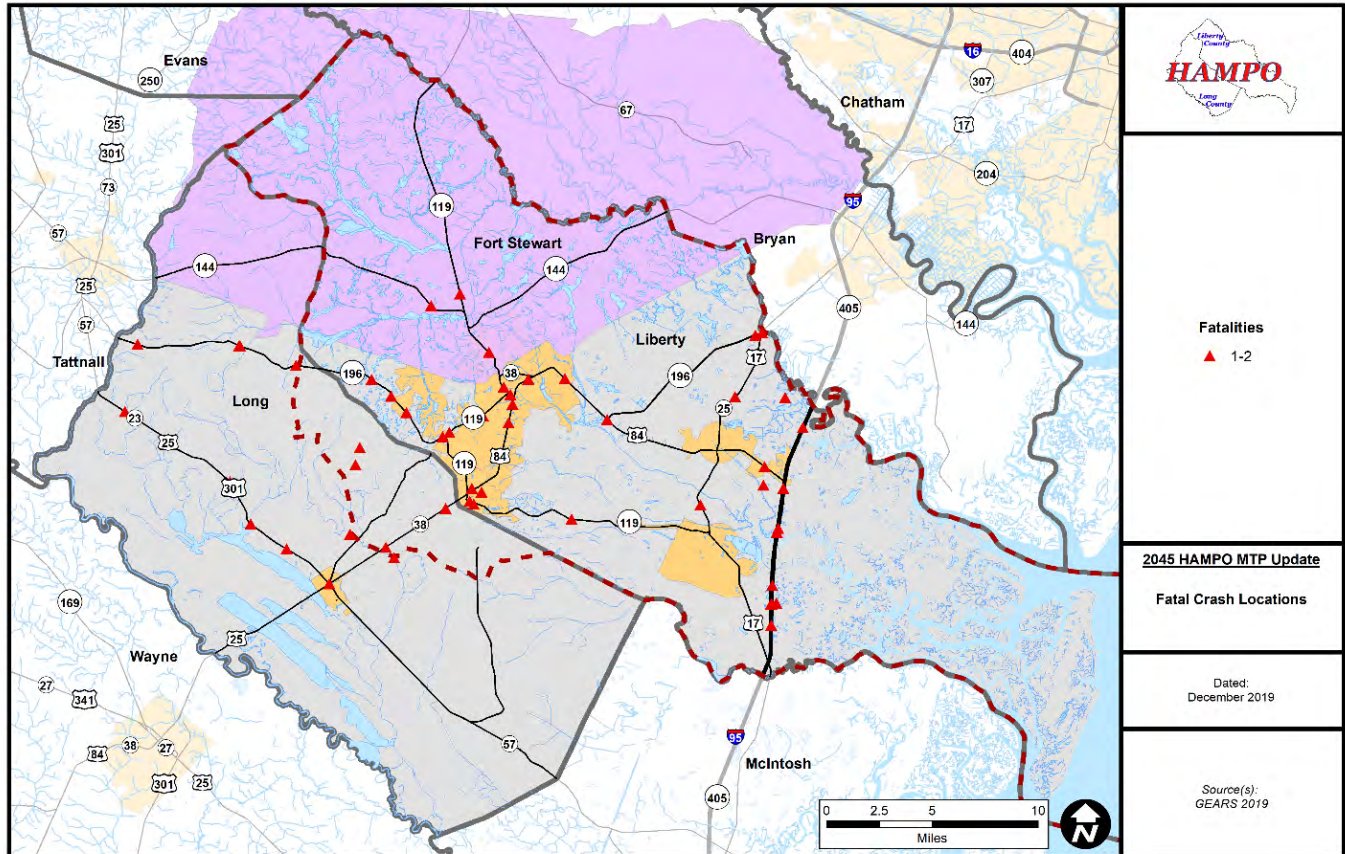 Evans
250
16
404
307
Chatham
67
25
17
301
204
73
119
95
57
Bryan
Fort Stewart
144
144
25
405
144
57
Liberty
17
Tattnall
38
196
196
Long
25
23
119
84
25
84
119
301
38
119
169
17
25
Wayne
27
341
57
95
McIntosh
84
38
27
301
25
405
0 2.5 5 10
Miles
N
Liberty
County
HAMPO
Long
County
Fatalities
1-2
2045 HAMPO MTP Update
Fatal Crash Locations
Dated:
December 2019
Source(s):
GEARS 2019